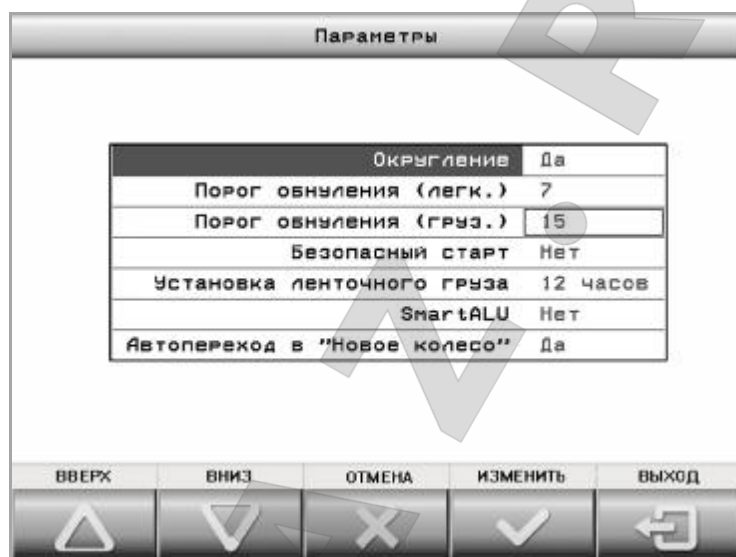 Параметры
Округление Да
Порог обнуления (легк.) 7
Порог обнуления (груз.) 15
Безопасный старт Нет
Установка ленточного груза 12 часов
SmartALU Нет
Автопереход в "Новое колесо" Да
ВВЕРХ ВНИЗ ОТМЕНА ИЗМЕНИТЬ ВЫХОД